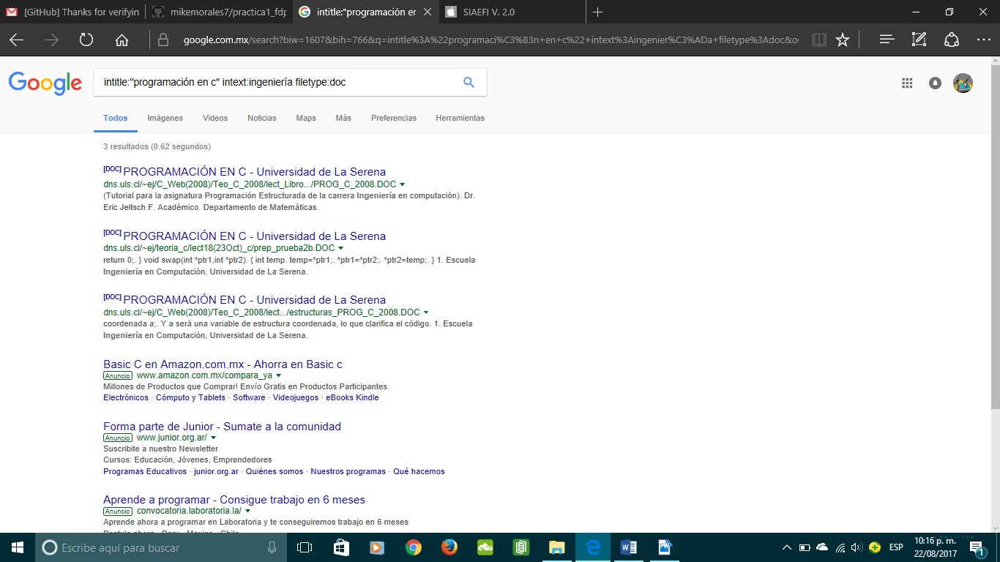 [GitHub] Thanks for verifyin
mikemorales7/practica1_fdp
intitle:"programación en
SIAEFI V. 2.0
google.com.mx/search?biw=1607&bih=766&q=intitle%3A%22programaci%C3%B3n+en+c%22+intext%3Aingenier%C3%ADa+filetype%3Adoc&o
Google
intitle:"programación en c" intext:ingeniería filetype:doc
Todos Imágenes Videos Noticias Maps Más Preferencias Herramientas
3 resultados (0.62 segundos)
[DOC] PROGRAMACIÓN EN C - Universidad de La Serena
dns.uls.cl/~ej/C_Web(2008)/Teo_C_2008/lect_Libro.../PROG_C_2008.DOC
(Tutorial para la asignatura Programación Estructurada de la carrera Ingeniería en computación). Dr.
Eric Jeltsch F. Académico. Departamento de Matemáticas.
[DOC] PROGRAMACIÓN EN C - Universidad de La Serena
dns.uls.cl/~ej/teoria_c/lect18(23Oct)_c/prep_prueba2b.DOC
return 0;. } void swap(int *ptr1,int *ptr2). { int temp. temp=*ptr1;. *ptr1=*ptr2;. *ptr2=temp;. } 1. Escuela
Ingeniería en Computación, Universidad de La Serena.
[DOC] PROGRAMACIÓN EN C - Universidad de La Serena
dns.uls.cl/~ej/C_Web(2008)/Teo_C_2008/lect.../estructuras_PROG_C_2008.DOC
coordenada a;. Y a será una variable de estructura coordenada, lo que clarifica el código. 1. Escuela
Ingeniería en Computación, Universidad de La Serena.
Basic C en Amazon.com.mx - Ahorra en Basic c
Anuncio www.amazon.com.mx/compara_ya
Millones de Productos que Comprar! Envío Gratis en Productos Participantes.
Electrónicos · Cómputo y Tablets · Software · Videojuegos · eBooks Kindle
Forma parte de Junior - Sumate a la comunidad
Anuncio www.junior.org.ar/
Suscribite a nuestro Newsletter
Cursos: Educación, Jóvenes, Emprendedores
Programas Educativos · junior.org.ar · Quiénes somos · Nuestros programas · Qué hacemos
Aprende a programar - Consigue trabajo en 6 meses
Anuncio convocatoria.laboratoria.la/
Aprende ahora a programar en Laboratoria y te conseguiremos trabajo en 6 meses
Escribe aquí para buscar
ESP
10:16 p. m.
22/08/2017
1